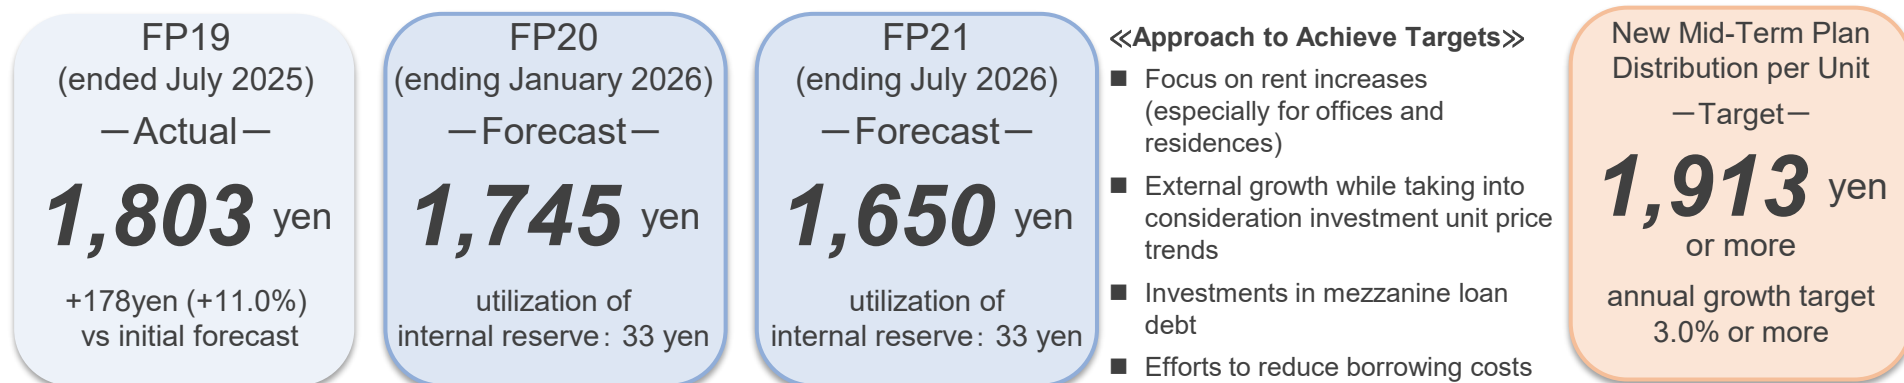 FP19
(ended July 2025)
—Actual—
1,803 yen
+178yen (+11.0%)
vs initial forecast
FP20
(ending January 2026)
—Forecast—
1,745 yen
utilization of
internal reserve: 33 yen
FP21
(ending July 2026)
—Forecast—
1,650 yen
utilization of
internal reserve: 33 yen
≪Approach to Achieve Targets≫
■ Focus on rent increases
(especially for offices and
residences)
■ External growth while taking into
consideration investment unit price
trends
■ Investments in mezzanine loan
debt
■ Efforts to reduce borrowing costs
New Mid-Term Plan
Distribution per Unit
—Target—
1,913 yen
or more
annual growth target
3.0% or more